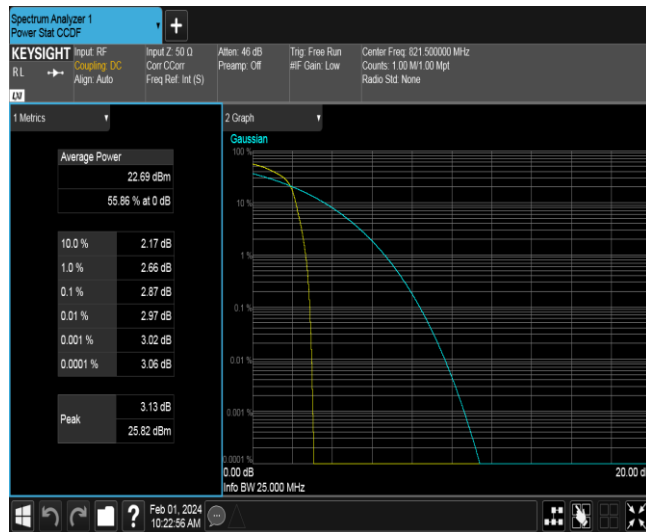 Spectrum Analyzer 1
Power Stat CCDF
+
KEYSIGHT
RL
LXI
Input: RF
Coupling: DC
Align: Auto
Input Z: 50 Ω
Corr CCorr
Freq Ref: Int (S)
Atten: 46 dB
Preamp: Off
Trig: Free Run
#IF Gain: Low
Center Freq: 821.500000 MHz
Counts: 1.00 M/1.00 Mpt
Radio Std: None
1 Metrics
Average Power
22.69 dBm
55.86 % at 0 dB
10.0 % 2.17 dB
1.0 % 2.66 dB
0.1 % 2.87 dB
0.01 % 2.97 dB
0.001 % 3.02 dB
0.0001 % 3.06 dB
Peak
3.13 dB
25.82 dBm
2 Graph
Gaussian
100 %
10 %
1 %
0.1 %
0.01 %
0.001 %
0.0001 %
0.00 dB
20.00 d
Info BW 25.000 MHz
?
Feb 01, 2024
10:22:56 AM